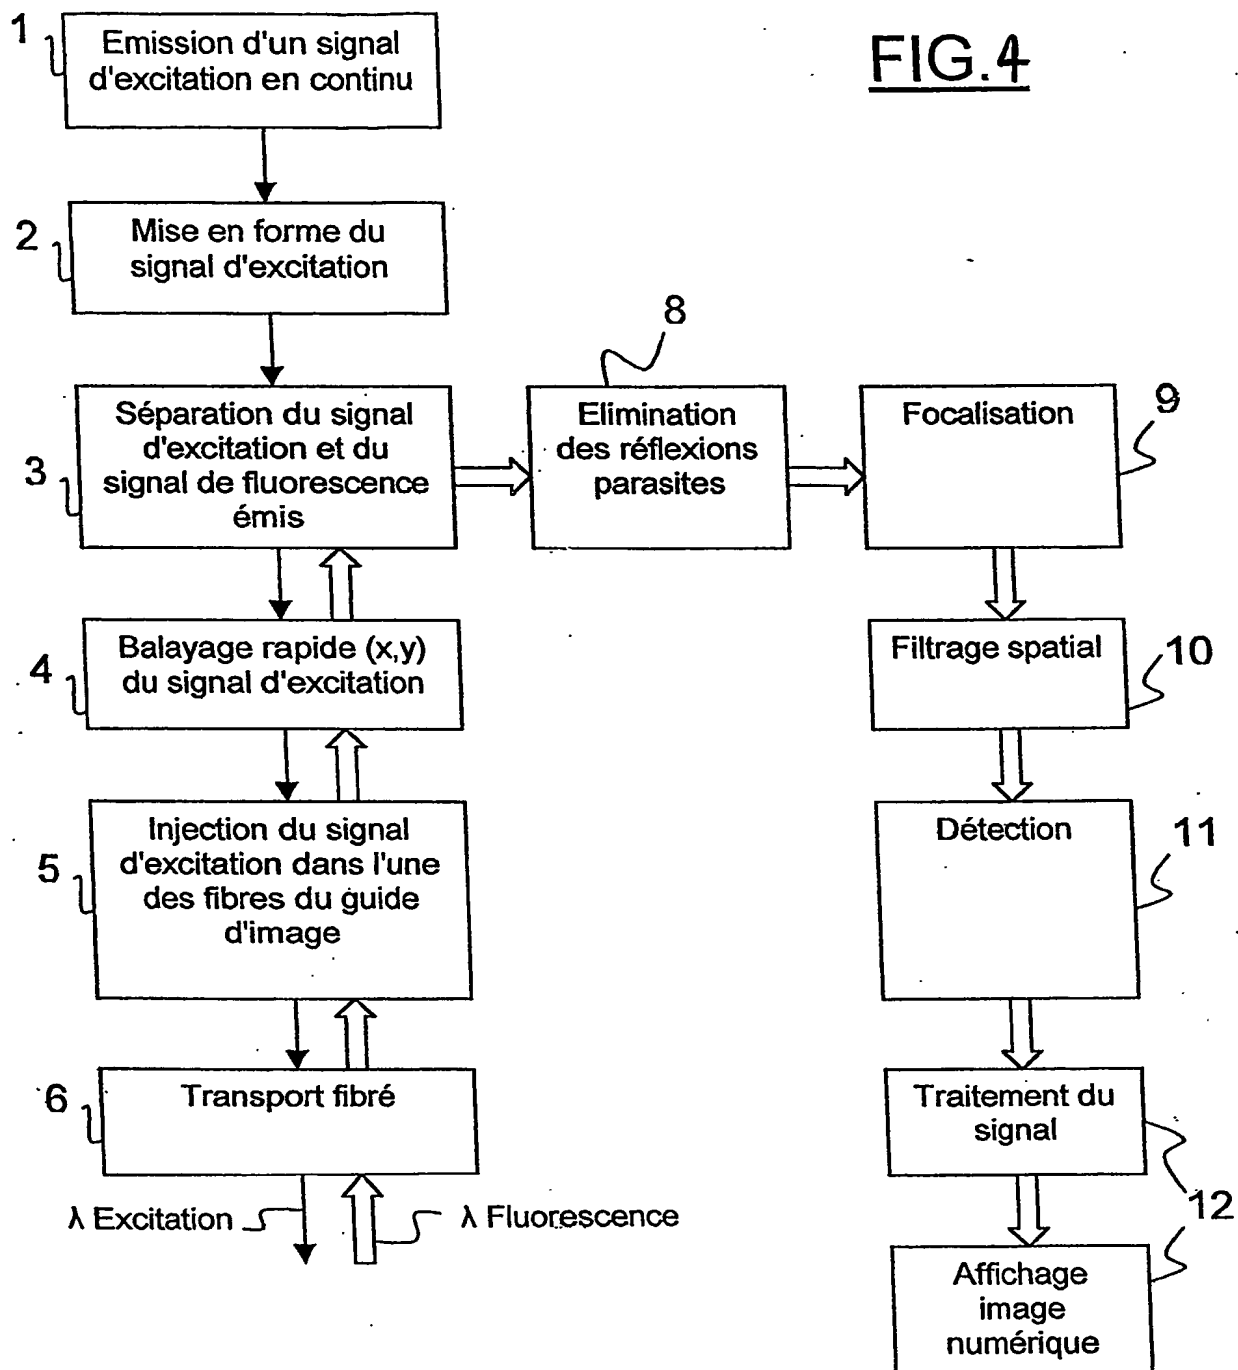 FIG.4
1
Emission d'un signal
d'excitation en continu
2
Mise en forme du
signal d'excitation
3
Séparation du signal
d'excitation et du
signal de fluorescence
émis
8
Elimination
des réflexions
parasites
Focalisation
9
4
Balayage rapide (x,y)
du signal d'excitation
Filtrage spatial
10
5
Injection du signal
d'excitation dans l'une
des fibres du guide
d'image
Détection
11
6
Transport fibré
Traitement du
signal
12
λ Excitation
λ Fluorescence
Affichage
image
numérique